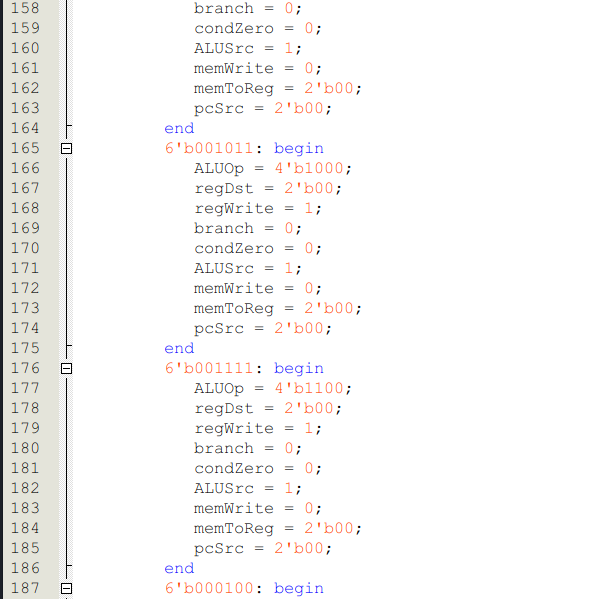 158 branch = 0;
159 condZero = 0;
160 ALUSrc = 1;
161 memWrite = 0;
162 memToReg = 2'b00;
163 pcSrc = 2'b00;
164 end
165 6'b001011: begin
166 ALUOp = 4'b1000;
167 regDst = 2'b00;
168 regWrite = 1;
169 branch = 0;
170 condZero = 0;
171 ALUSrc = 1;
172 memWrite = 0;
173 memToReg = 2'b00;
174 pcSrc = 2'b00;
175 end
176 6'b001111: begin
177 ALUOp = 4'b1100;
178 regDst = 2'b00;
179 regWrite = 1;
180 branch = 0;
181 condZero = 0;
182 ALUSrc = 1;
183 memWrite = 0;
184 memToReg = 2'b00;
185 pcSrc = 2'b00;
186 end
187 6'b000100: begin